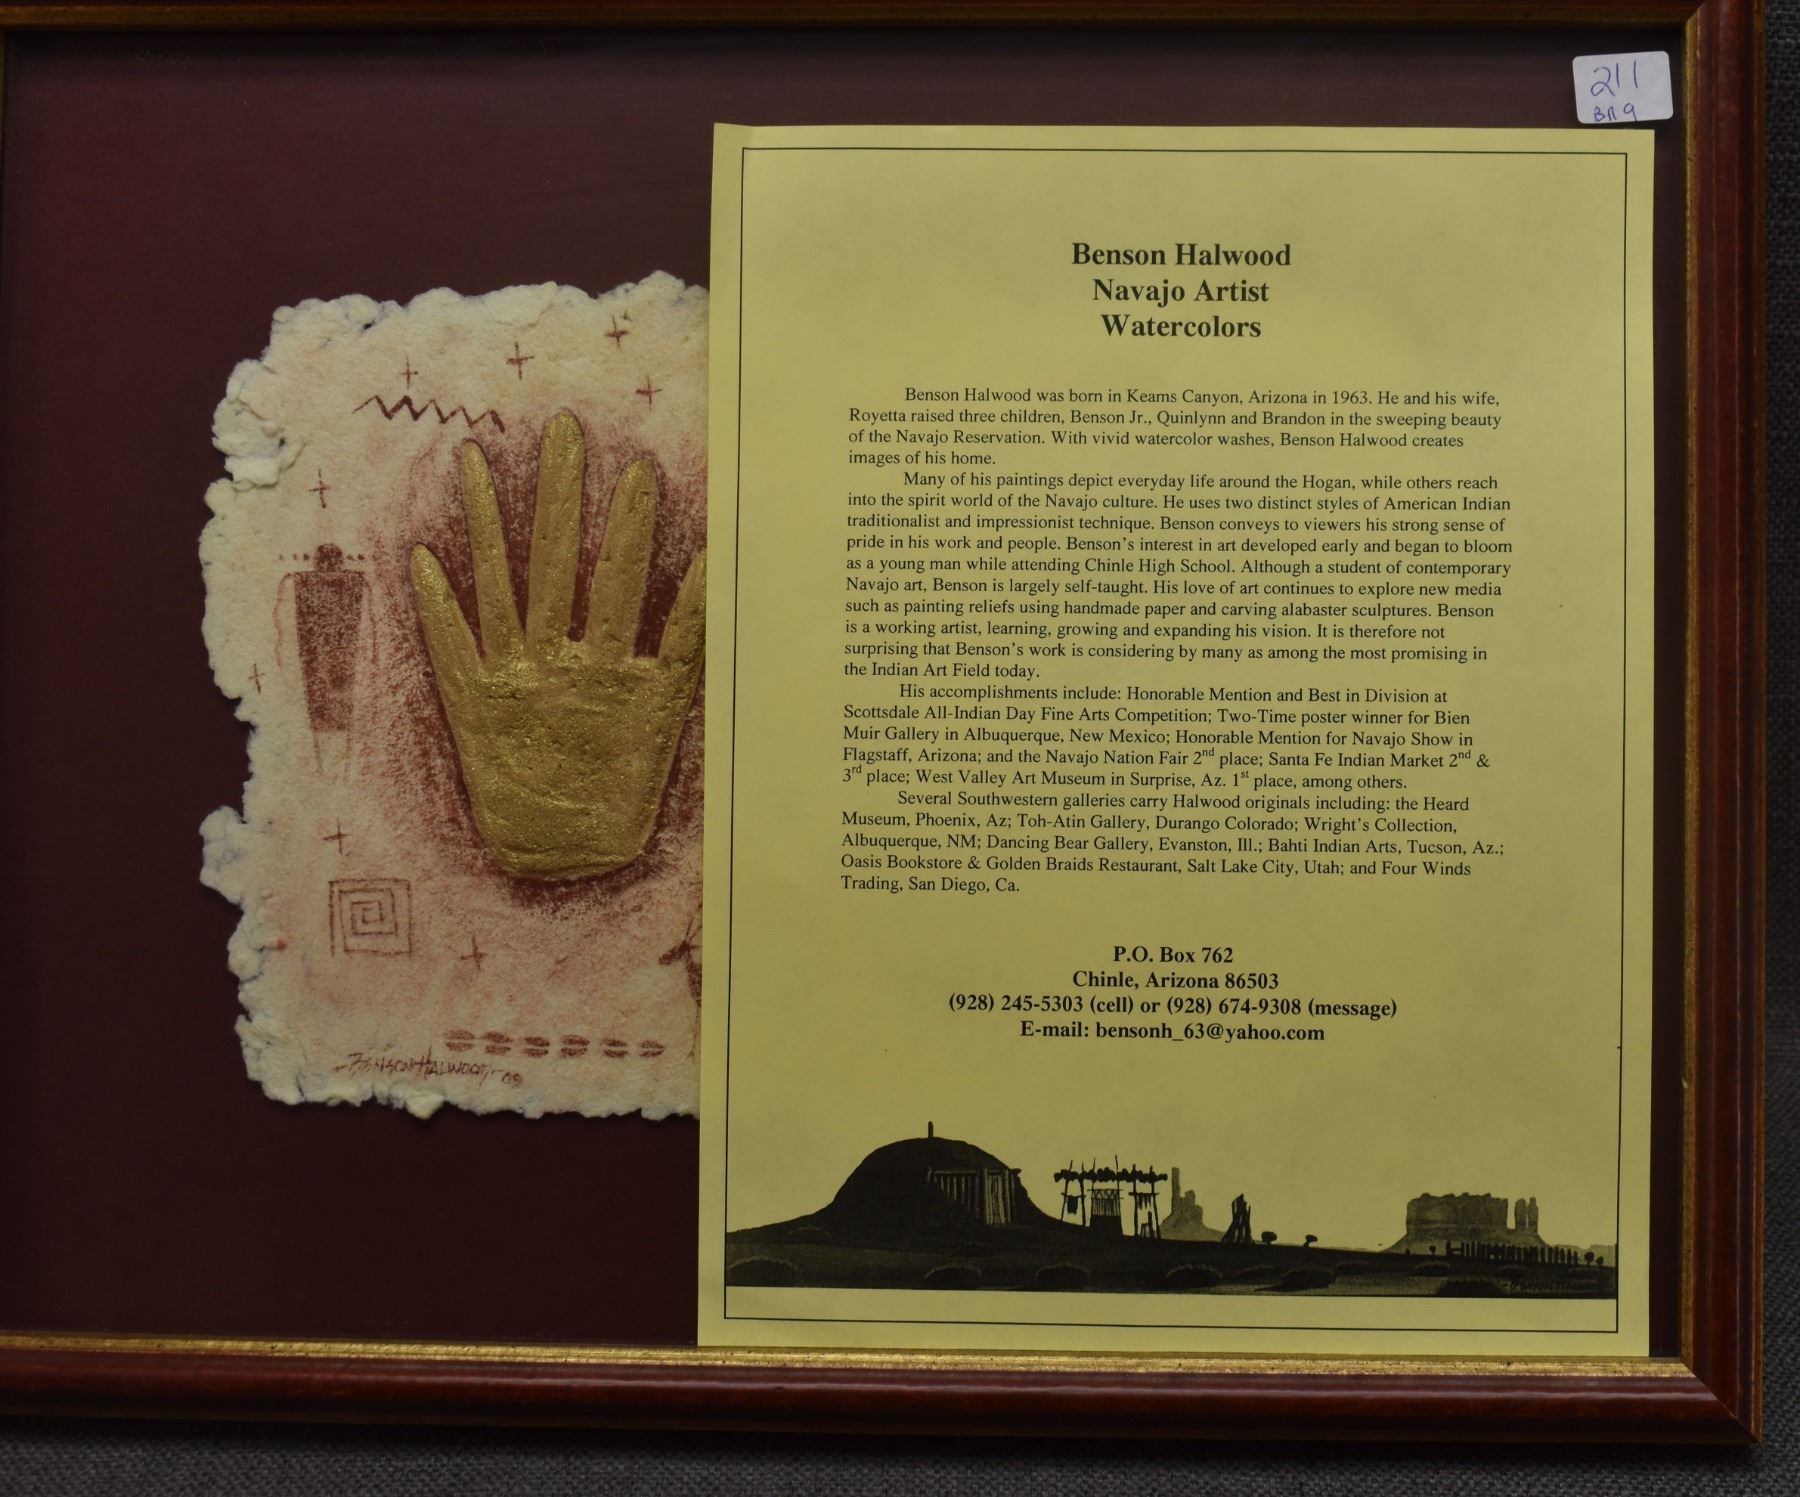 211
BR9
Benson Halwood
Navajo Artist
Watercolors
Benson Halwood was born in Keams Canyon, Arizona in 1963. He and his wife,
Royetta raised three children, Benson Jr., Quinlynn and Brandon in the sweeping beauty
of the Navajo Reservation. With vivid watercolor washes, Benson Halwood creates
images of his home.
Many of his paintings depict everyday life around the Hogan, while others reach
into the spirit world of the Navajo culture. He uses two distinct styles of American Indian
traditionalist and impressionist technique. Benson conveys to viewers his strong sense of
pride in his work and people. Benson's interest in art developed early and began to bloom
as a young man while attending Chinle High School. Although a student of contemporary
Navajo art, Benson is largely self-taught. His love of art continues to explore new media
such as painting reliefs using handmade paper and carving alabaster sculptures. Benson
is a working artist, learning, growing and expanding his vision. It is therefore not
surprising that Benson's work is considering by many as among the most promising in
the Indian Art Field today.
His accomplishments include: Honorable Mention and Best in Division at
Scottsdale All-Indian Day Fine Arts Competition; Two-Time poster winner for Bien
Muir Gallery in Albuquerque, New Mexico; Honorable Mention for Navajo Show in
Flagstaff, Arizona; and the Navajo Nation Fair 2nd place; Santa Fe Indian Market 2nd &
3rd place; West Valley Art Museum in Surprise, Az. 1st place, among others.
Several Southwestern galleries carry Halwood originals including: the Heard
Museum, Phoenix, Az; Toh-Atin Gallery, Durango Colorado; Wright's Collection,
Albuquerque, NM; Dancing Bear Gallery, Evanston, Ill.; Bahti Indian Arts, Tucson, Az.;
Oasis Bookstore & Golden Braids Restaurant, Salt Lake City, Utah; and Four Winds
Trading, San Diego, Ca.
P.O. Box 762
Chinle, Arizona 86503
(928) 245-5303 (cell) or (928) 674-9308 (message)
E-mail: bensonh_63@yahoo.com
-BENSON HALWOOD- 09